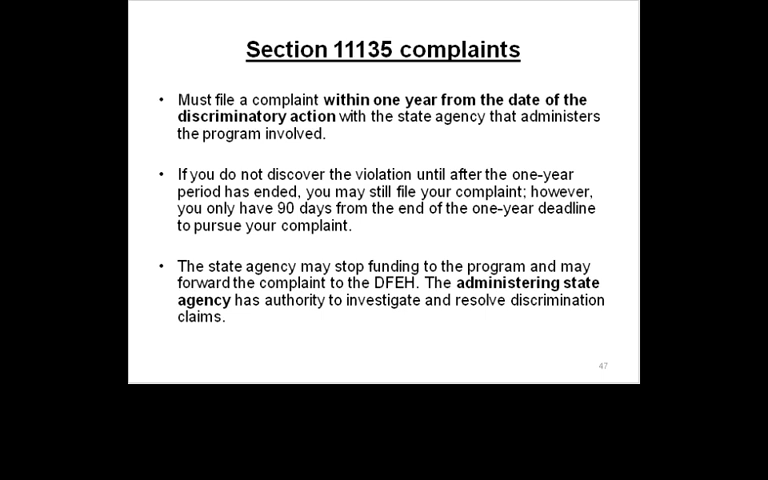 Section 11135 complaints
• Must file a complaint within one year from the date of the
discriminatory action with the state agency that administers
the program involved.
• If you do not discover the violation until after the one-year
period has ended, you may still file your complaint; however,
you only have 90 days from the end of the one-year deadline
to pursue your complaint.
• The state agency may stop funding to the program and may
forward the complaint to the DFEH. The administering state
agency has authority to investigate and resolve discrimination
claims.
47